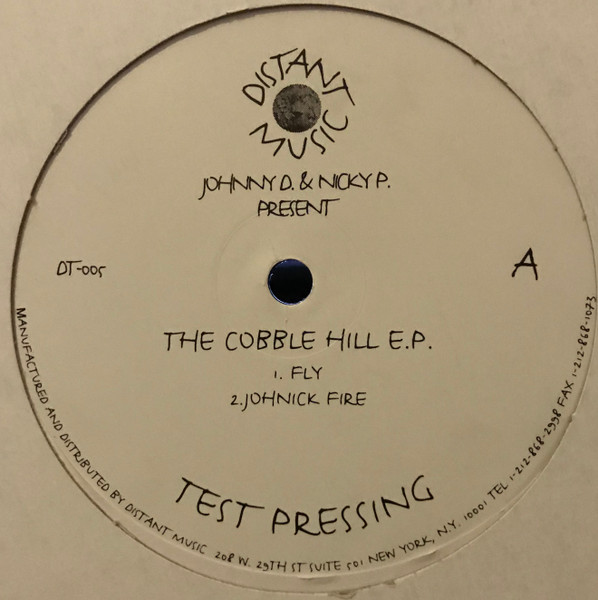 DISTANT
MUSIC
JOHNNY D. & NICKY P.
PRESENT
DT-005
A
THE COBBLE HILL E.P.
1. FLY
2. JOHNICK FIRE
TEST PRESSING
MANUFACTURED AND DISTRIBUTED BY DISTANT MUSIC 208 W. 29TH ST SUITE 501 NEW YORK, N.Y. 10001 TEL 1-212-868-2998 FAX 1-212-868-1073